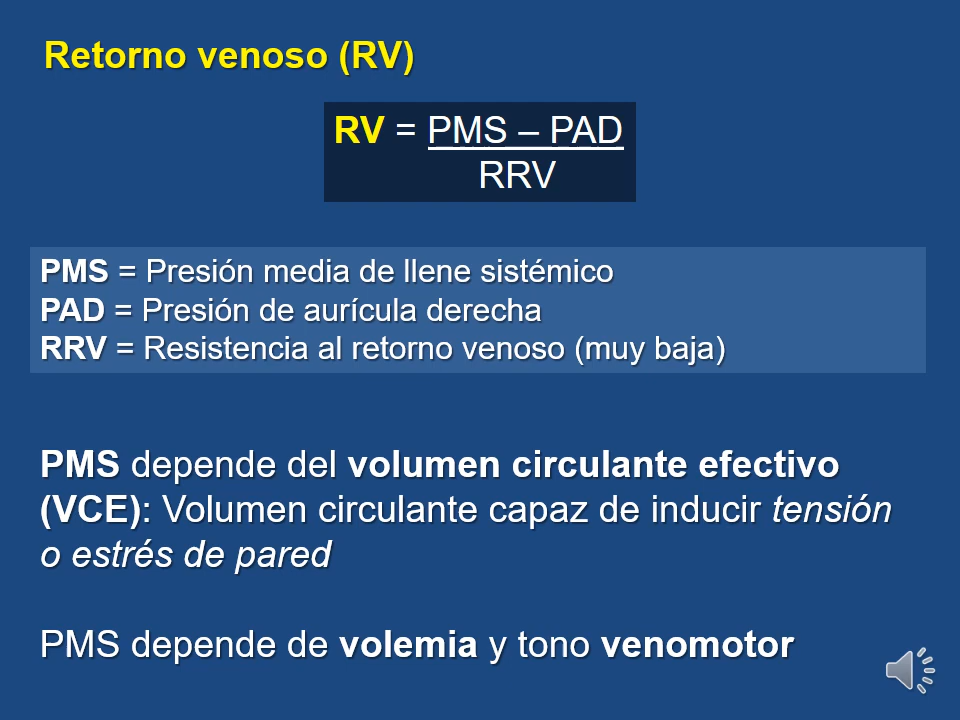 Retorno venoso (RV)
RV = PMS – PAD
RRV
PMS = Presión media de llene sistémico
PAD = Presión de aurícula derecha
RRV = Resistencia al retorno venoso (muy baja)
PMS depende del volumen circulante efectivo
(VCE): Volumen circulante capaz de inducir tensión
o estrés de pared
PMS depende de volemia y tono venomotor